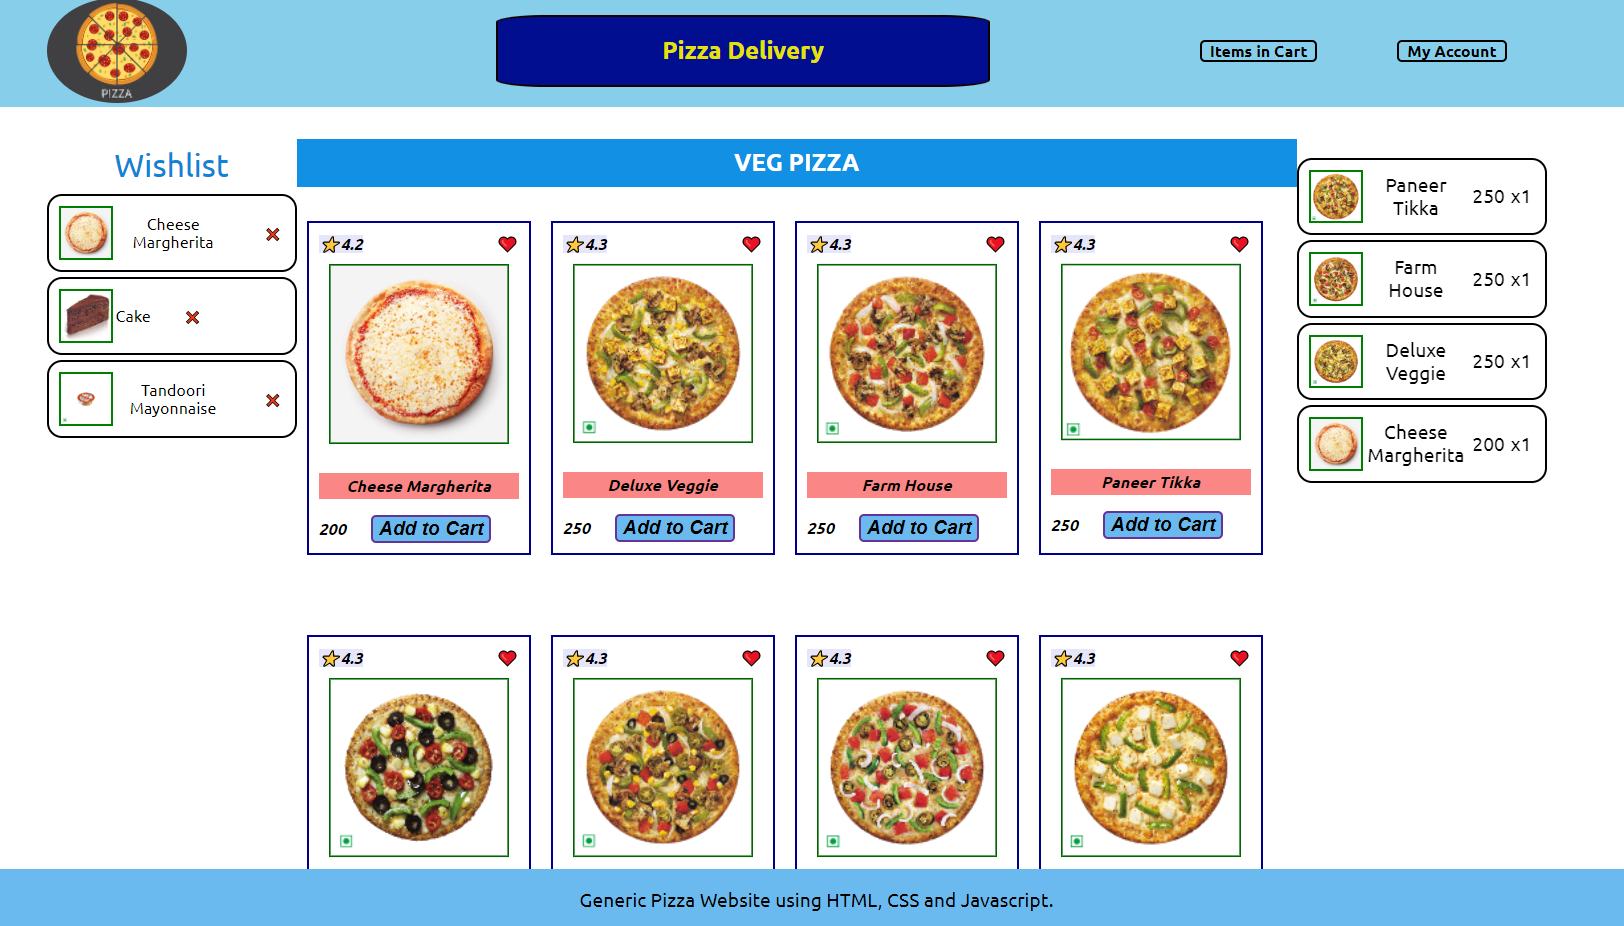 PIZZA
Pizza Delivery
Items in Cart
My Account
Wishlist
Cheese
Margherita
Cake
Tandoori
Mayonnaise
VEG PIZZA
4.2
Cheese Margherita
200
Add to Cart
4.3
Deluxe Veggie
250
Add to Cart
4.3
Farm House
250
Add to Cart
4.3
Paneer Tikka
250
Add to Cart
4.3
4.3
4.3
4.3
Paneer
Tikka
250 x1
Farm
House
250 x1
Deluxe
Veggie
250 x1
Cheese
Margherita
200 x1
Generic Pizza Website using HTML, CSS and Javascript.